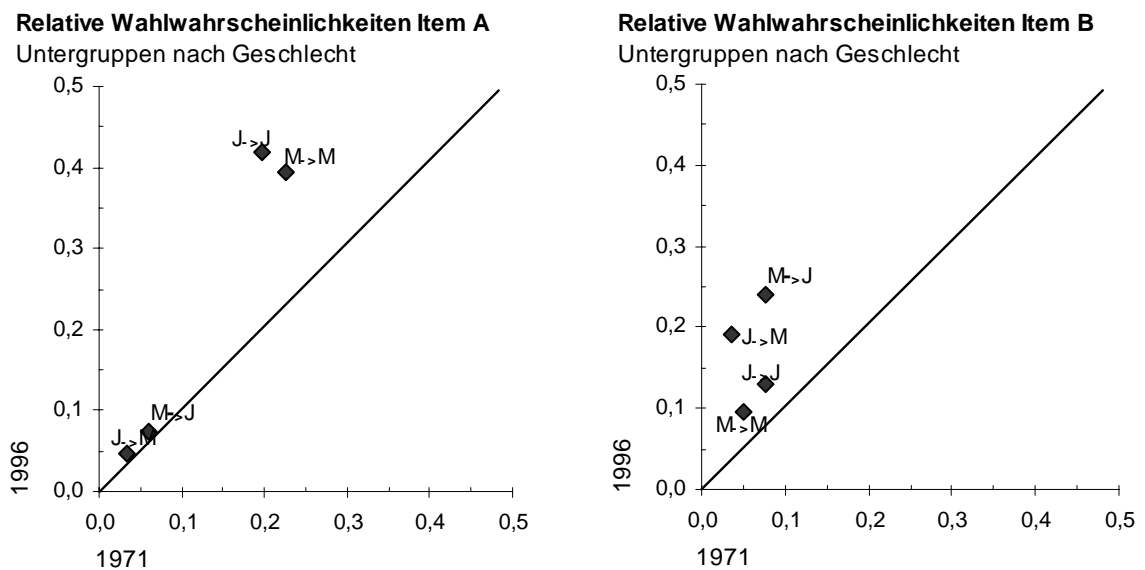 Relative Wahlwahrscheinlichkeiten Item A
Untergruppen nach Geschlecht
0,5
0,4
0,3
0,2
0,1
0,0
J->J
M->M
M->J
J->M
1996
0,0 0,1 0,2 0,3 0,4 0,5
1971
Relative Wahlwahrscheinlichkeiten Item B
Untergruppen nach Geschlecht
0,5
0,4
0,3
0,2
0,1
0,0
M->J
J->M
J->J
M->M
1996
0,0 0,1 0,2 0,3 0,4 0,5
1971